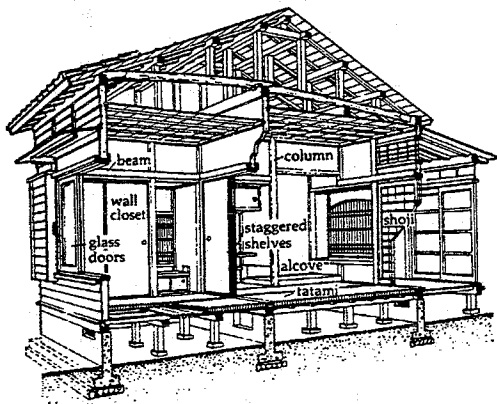 beam
column
wall
closet
staggered
shelves
shoji
glass
doors
alcove
tatami